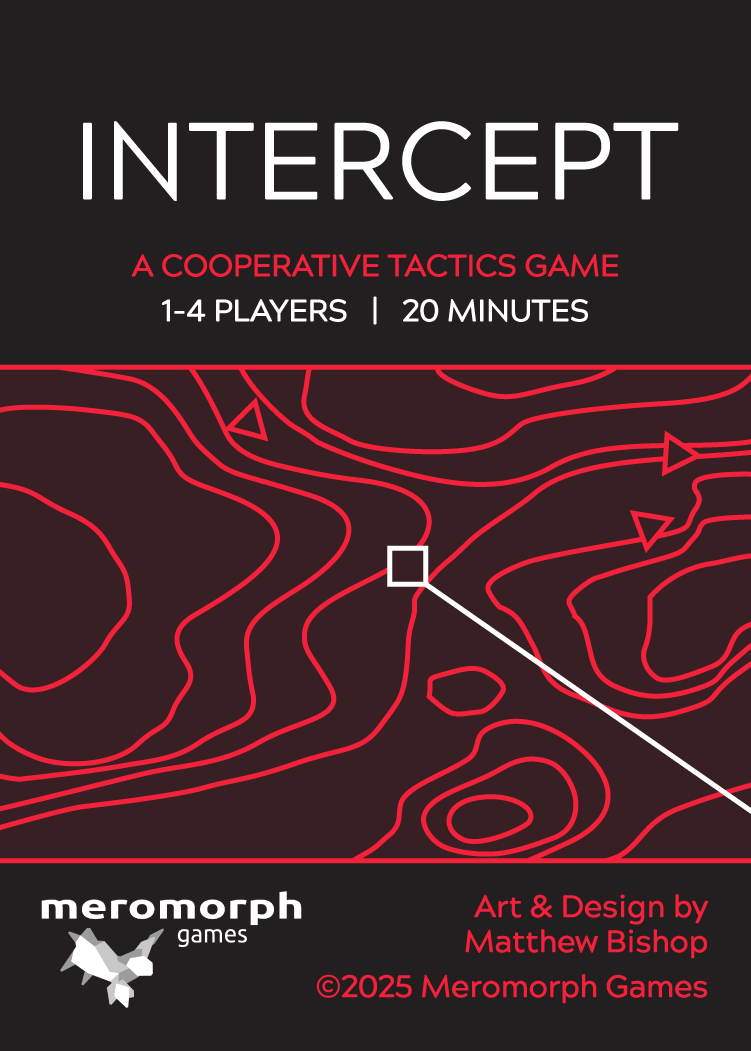 INTERCEPT
A COOPERATIVE TACTICS GAME
1-4 PLAYERS | 20 MINUTES
meromorph
games
Art & Design by
Matthew Bishop
©2025 Meromorph Games